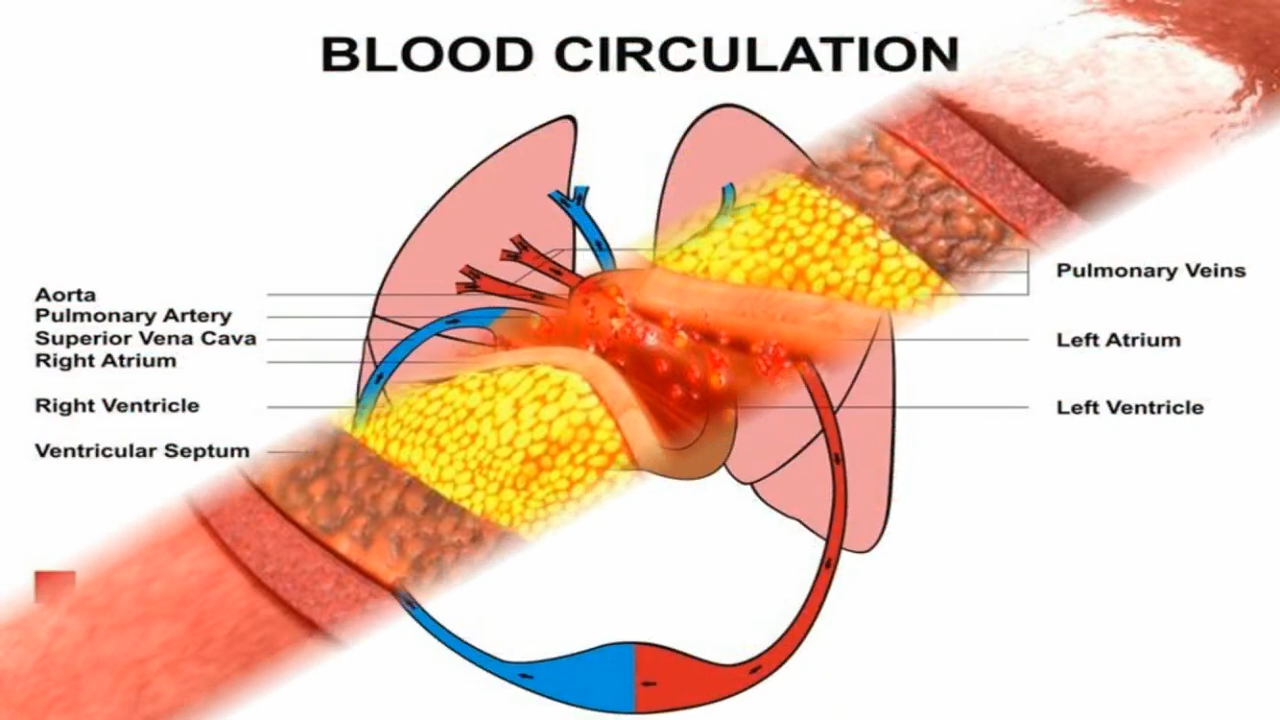 BLOOD CIRCULATION
Aorta
Pulmonary Artery
Superior Vena Cava
Right Atrium
Right Ventricle
Ventricular Septum
Pulmonary Veins
Left Atrium
Left Ventricle